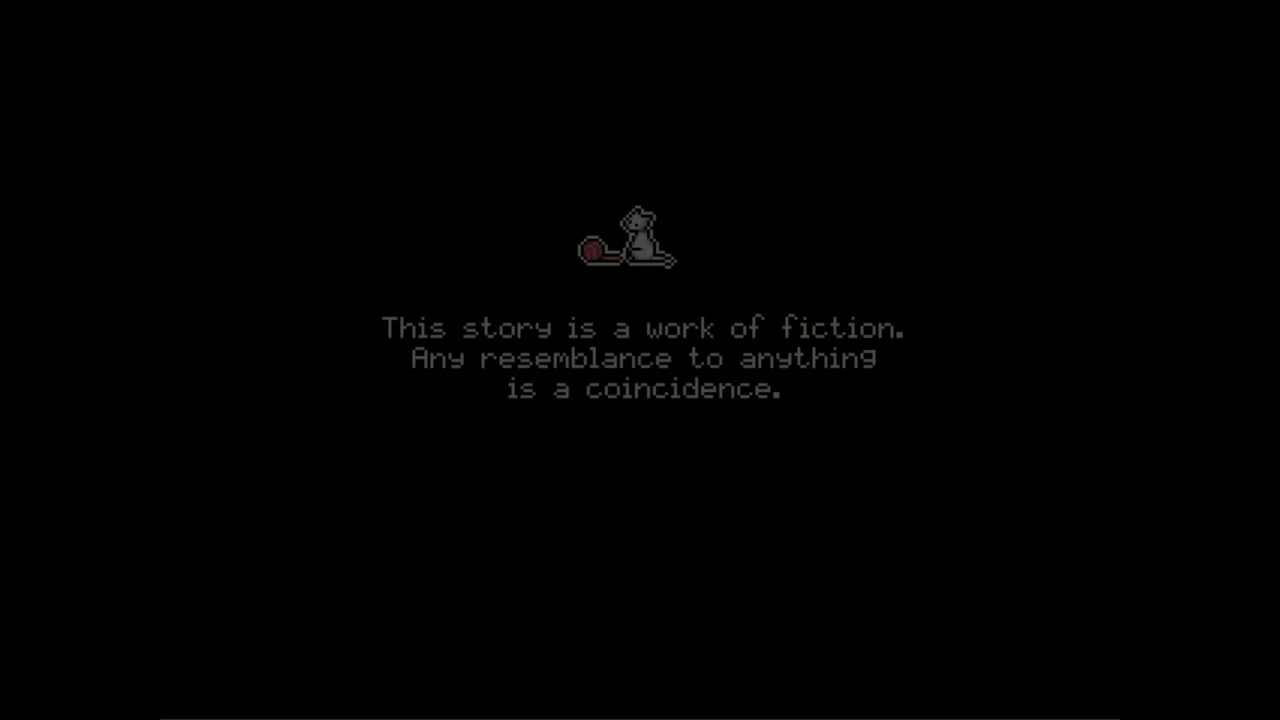 This story is a work of fiction.
Any resemblance to anything
is a coincidence.